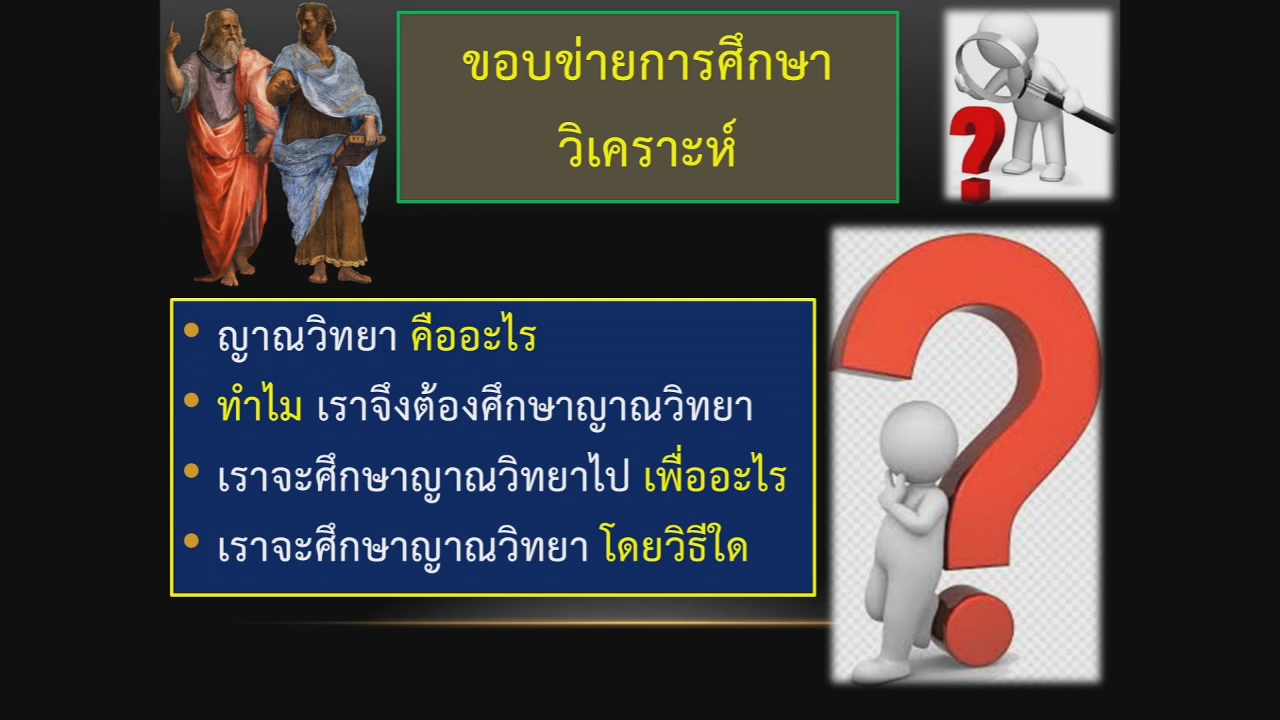 ขอบข่ายการศึกษา
วิเคราะห์
• ญาณวิทยา คืออะไร
• ทำไม เราจึงต้องศึกษาญาณวิทยา
• เราจะศึกษาญาณวิทยาไป เพื่ออะไร
• เราจะศึกษาญาณวิทยา โดยวิธีใด